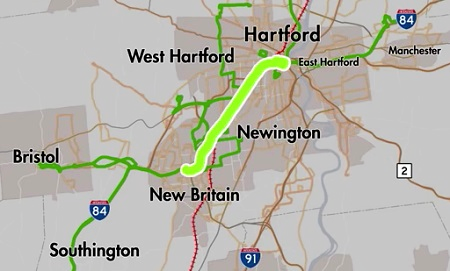 84
Hartford
West Hartford
Manchester
East Hartford
Newington
Bristol
2
New Britain
84
Southington
91